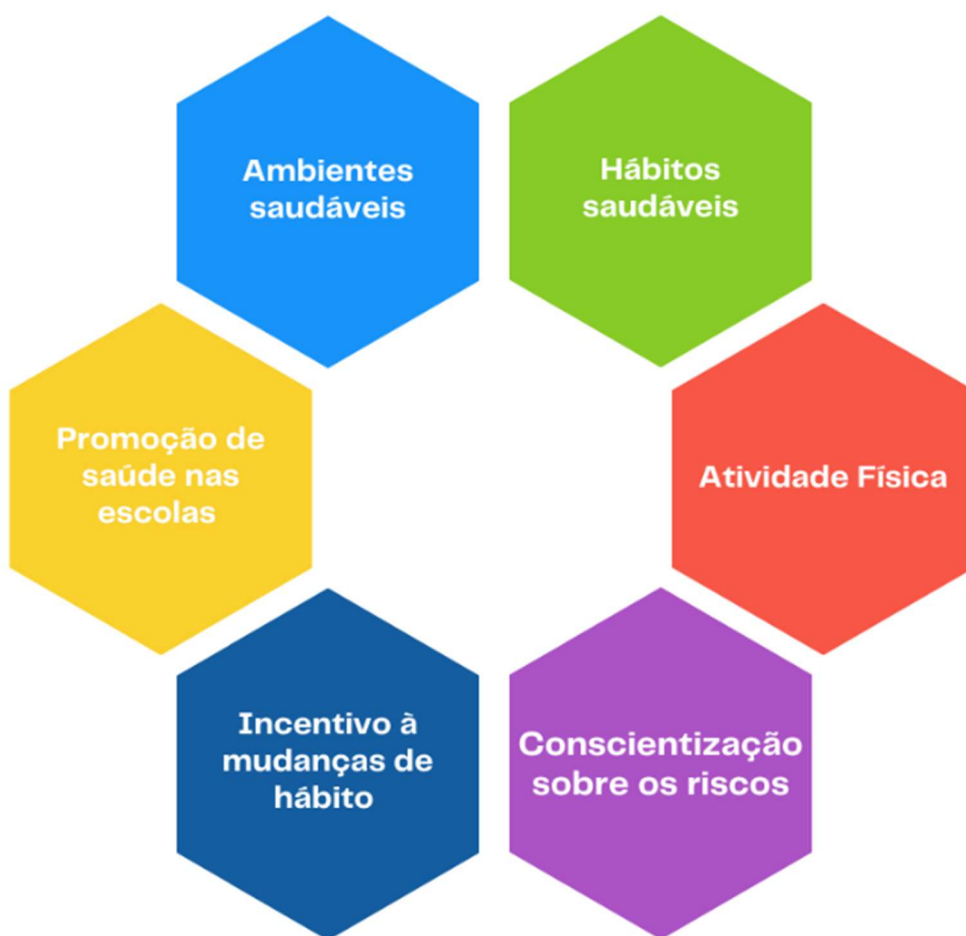 Ambientes
saudáveis
Hábitos
saudáveis
Promoção de
saúde nas
escolas
Atividade Física
Incentivo à
mudanças de
hábito
Conscientização
sobre os riscos